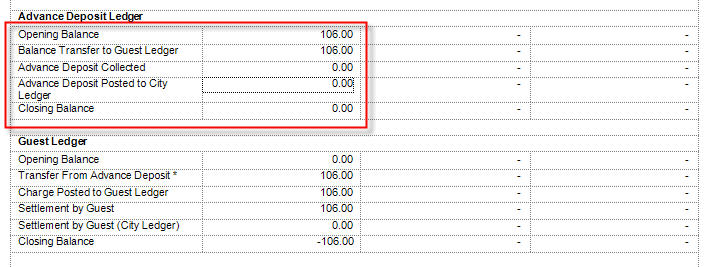 Advance Deposit Ledger
Opening Balance 106.00 - -
Balance Transfer to Guest Ledger 106.00 - -
Advance Deposit Collected 0.00 - -
Advance Deposit Posted to City 0.00 - -
Ledger
Closing Balance 0.00 - -
Guest Ledger
Opening Balance 0.00 - -
Transfer From Advance Deposit * 106.00 - -
Charge Posted to Guest Ledger 106.00 - -
Settlement by Guest 106.00 - -
Settlement by Guest (City Ledger) 0.00 - -
Closing Balance -106.00 - -